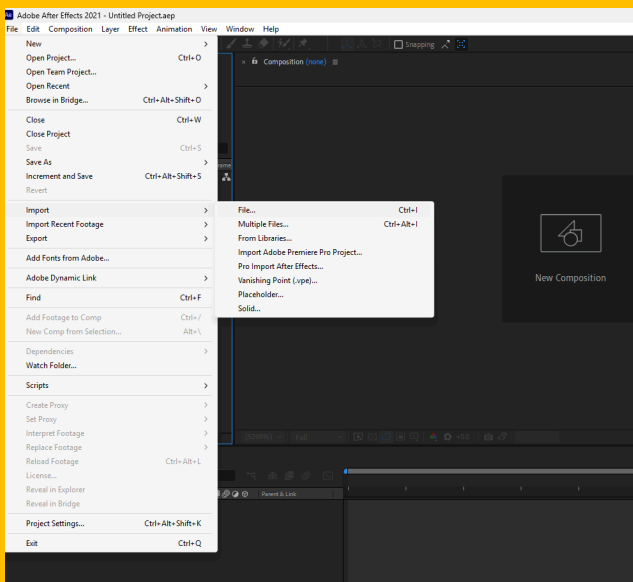 Ae Adobe After Effects 2021 - Untitled Project.aep
File Edit Composition Layer Effect Animation View Window Help
Snapping
Composition (none)
New
Open Project... Ctrl+O
Open Team Project...
Open Recent
Browse in Bridge... Ctrl+Alt+Shift+O
Close Ctrl+W
Close Project
Save Ctrl+S
Save As
Increment and Save Ctrl+Alt+Shift+S
Revert
Import
Import Recent Footage
Export
Add Fonts from Adobe...
Adobe Dynamic Link
Find Ctrl+F
Add Footage to Comp Ctrl+/
New Comp from Selection... Alt+\
Dependencies
Watch Folder...
Scripts
Create Proxy
Set Proxy
Interpret Footage
Replace Footage
Reload Footage Ctrl+Alt+L
License...
Reveal in Explorer
Reveal in Bridge
Project Settings... Ctrl+Alt+Shift+K
Exit Ctrl+Q
File... Ctrl+I
Multiple Files... Ctrl+Alt+I
From Libraries...
Import Adobe Premiere Pro Project...
Pro Import After Effects...
Vanishing Point (.vpe)...
Placeholder...
Solid...
New Composition
Full +0.0
Parent & Link